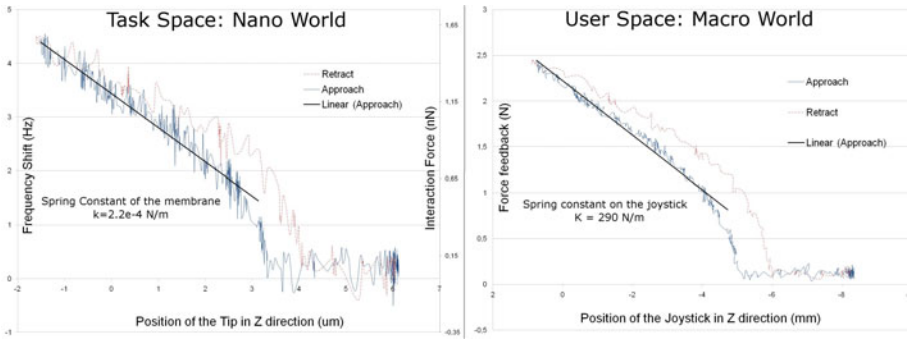 Task Space: Nano World
5
4
3
2
1
0
-1
-2
-1
0
1
2
3
4
5
6
7
1,65
1,15
0,65
0,15
-0,35
Frequency Shift (Hz)
Interaction Force (nN)
Retract
Approach
Linear (Approach)
Spring Constant of the membrane
k=2.2e-4 N/m
Position of the Tip in Z direction (um)
User Space: Macro World
3
2,5
2
1,5
1
0,5
0
-0,5
2
0
-2
-4
-6
-8
Force feedback (N)
Approach
Retract
Linear (Approach)
Spring constant on the joystick
K = 290 N/m
Position of the Joystick in Z direction (mm)